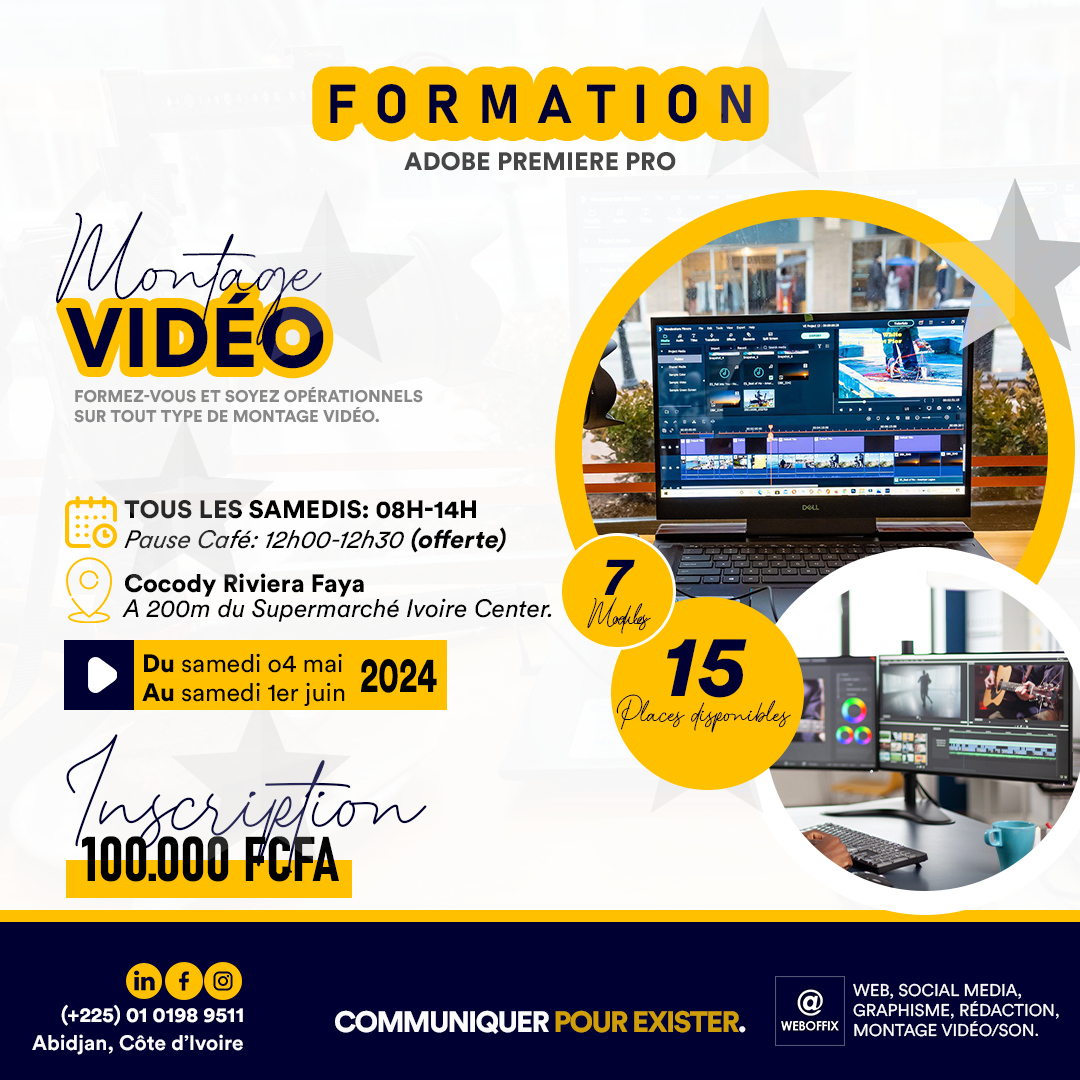 FORMATION
ADOBE PREMIERE PRO
Montage
VIDÉO
FORMEZ-VOUS ET SOYEZ OPÉRATIONNELS
SUR TOUT TYPE DE MONTAGE VIDÉO.
TOUS LES SAMEDIS: 08H-14H
Pause Café: 12h00-12h30 (offerte)
Cocody Riviera Faya
A 200m du Supermarché Ivoire Center.
Du samedi o4 mai
Au samedi 1er juin
2024
7
Modules
15
Places disponibles
DELL
Inscription
100.000 FCFA
in f
(+225) 01 0198 9511
Abidjan, Côte d’Ivoire
COMMUNIQUER POUR EXISTER.
@
WEBOFFIX
WEB, SOCIAL MEDIA,
GRAPHISME, RÉDACTION,
MONTAGE VIDÉO/SON.